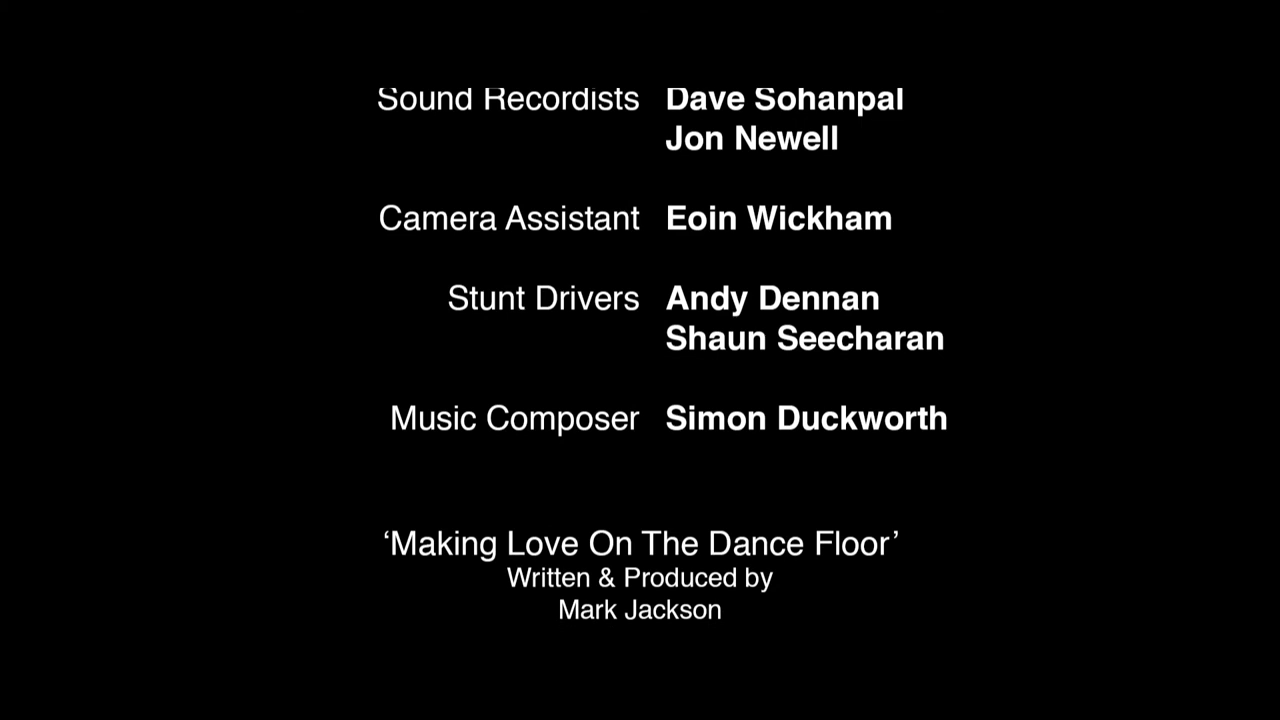 Sound Recordists Dave Sohanpal
Jon Newell
Camera Assistant Eoin Wickham
Stunt Drivers Andy Dennan
Shaun Seecharan
Music Composer Simon Duckworth
‘Making Love On The Dance Floor’
Written & Produced by
Mark Jackson